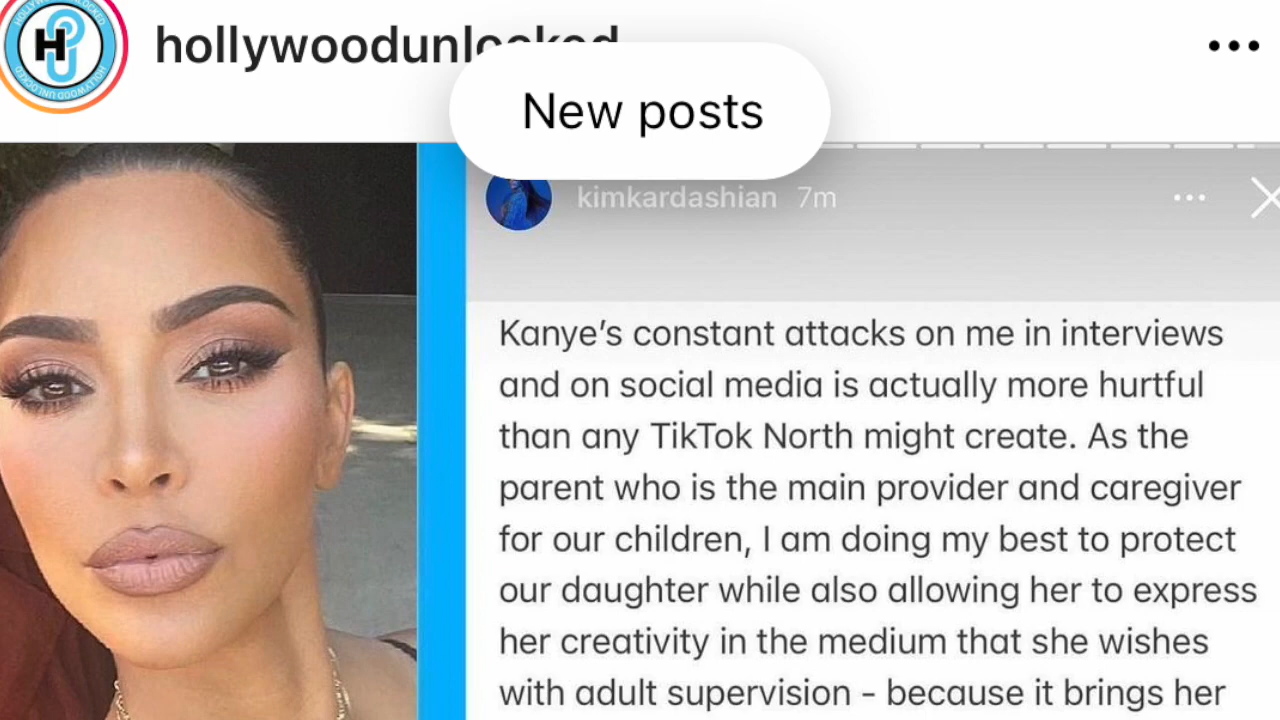 hollywoodunlocked
New posts
kimkardashian 7m
Kanye’s constant attacks on me in interviews
and on social media is actually more hurtful
than any TikTok North might create. As the
parent who is the main provider and caregiver
for our children, I am doing my best to protect
our daughter while also allowing her to express
her creativity in the medium that she wishes
with adult supervision - because it brings her